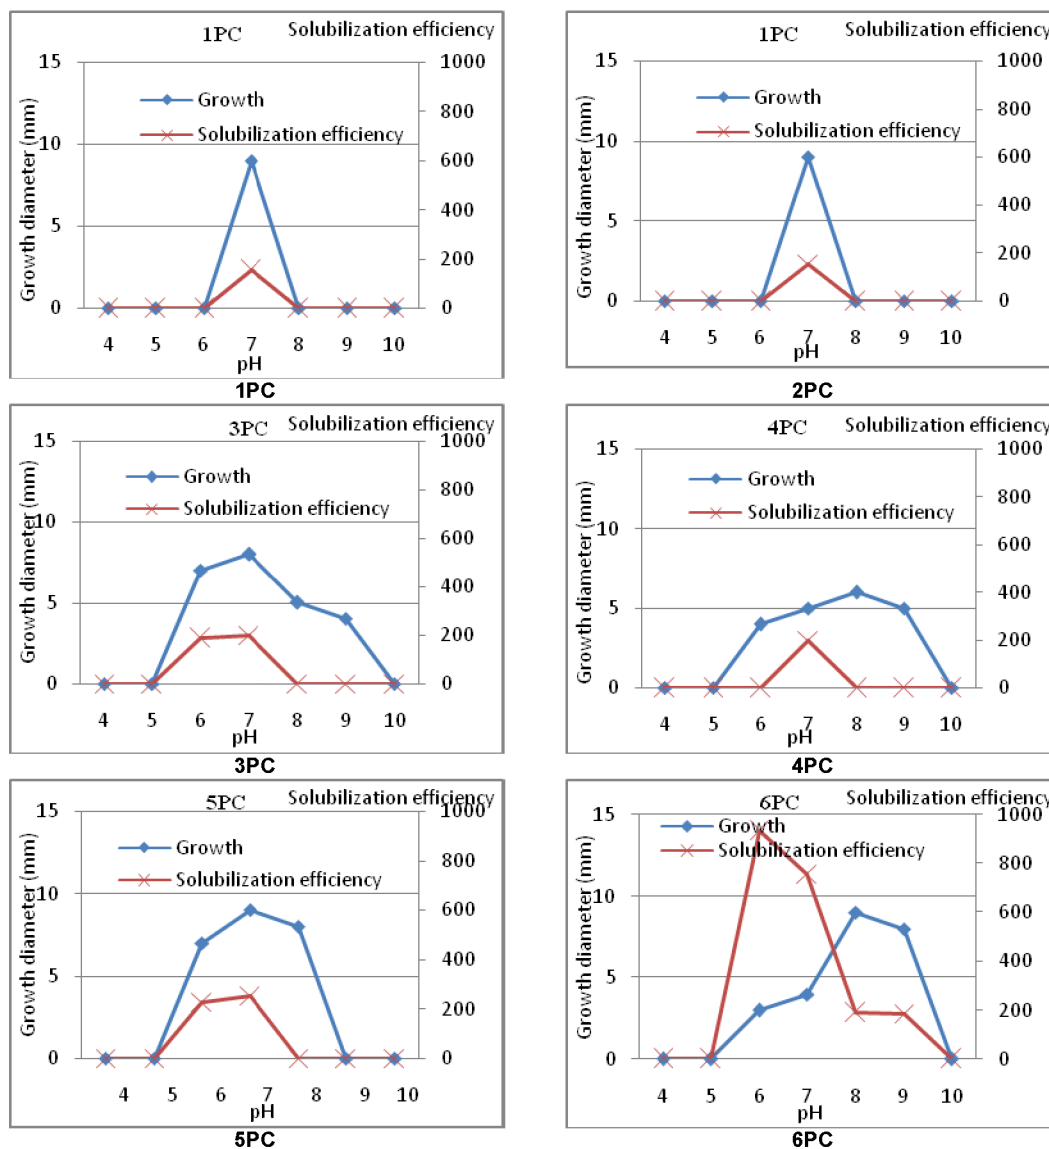 1PC Solubilization efficiency
Growth diameter (mm)
15
10
5
0
1000
800
600
400
200
0
Growth
Solubilization efficiency
4 5 6 7 8 9 10
pH
1PC
1PC Solubilization efficiency
Growth diameter (mm)
15
10
5
0
1000
800
600
400
200
0
Growth
Solubilization efficiency
4 5 6 7 8 9 10
pH
2PC
3PC Solubilization efficiency
Growth diameter (mm)
15
10
5
0
1000
800
600
400
200
0
Growth
Solubilization efficiency
4 5 6 7 8 9 10
pH
3PC
4PC Solubilization efficiency
Growth diameter (mm)
15
10
5
0
1000
800
600
400
200
0
Growth
Solubilization efficiency
4 5 6 7 8 9 10
pH
4PC
5PC Solubilization efficiency
Growth diameter (mm)
15
10
5
0
1000
800
600
400
200
0
Growth
Solubilization efficiency
4 5 6 7 8 9 10
pH
5PC
6PC Solubilization efficiency
Growth diameter (mm)
15
10
5
0
1000
800
600
400
200
0
Growth
Solubilization efficiency
4 5 6 7 8 9 10
pH
6PC